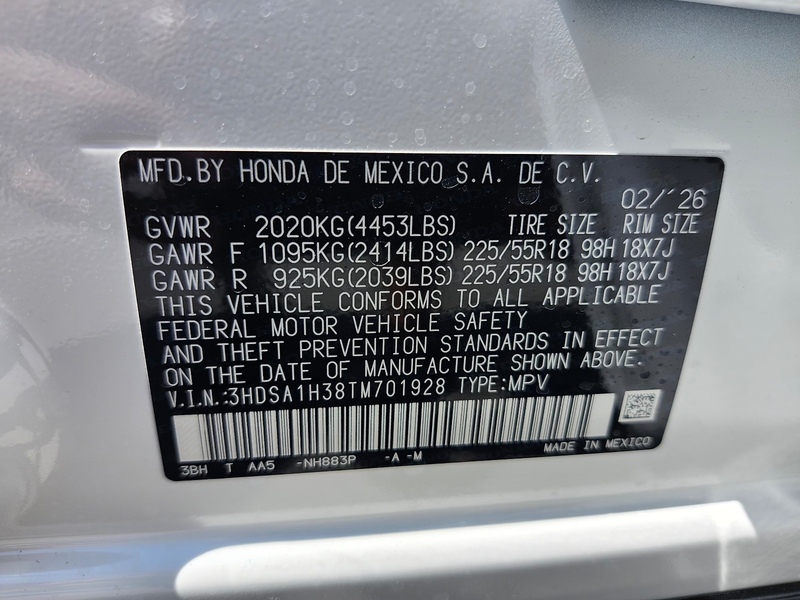 MFD.BY HONDA DE MEXICO S.A. DE C.V.
02/'26
GVWR 2020KG(4453LBS) TIRE SIZE RIM SIZE
GAWR F 1095KG(2414LBS) 225/55R18 98H 18X7J
GAWR R 925KG(2039LBS) 225/55R18 98H 18X7J
THIS VEHICLE CONFORMS TO ALL APPLICABLE
FEDERAL MOTOR VEHICLE SAFETY
AND THEFT PREVENTION STANDARDS IN EFFECT
ON THE DATE OF MANUFACTURE SHOWN ABOVE.
V.I.N.:3HDSA1H38TM701928 TYPE:MPV
MADE IN MEXICO
3BH T AA5 -NH883P -A -M